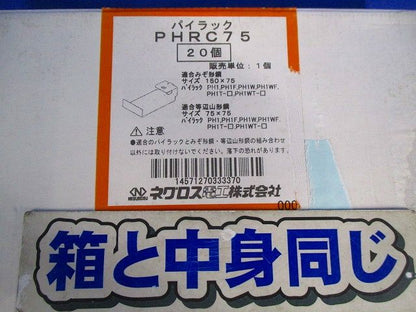 パイラック
PHRC75
20個
販売単位：1個
適合みぞ形鋼
サイズ 150×75
パイラック PH1,PH1F,PH1W,PH1WF,
PH1T-□,PH1WT-□
適合等辺山形鋼
サイズ 75×75
パイラック PH1,PH1F,PH1W,PH1WF,
PH1T-□,PH1WT-□
⚠ 注意
●適合のパイラックとみぞ形鋼・等辺山形鋼の組み合わせ
以外には取り付けないでください。落下の恐れがあります。
14571270333370
ネグロス電工株式会社
000
箱と中身同じ